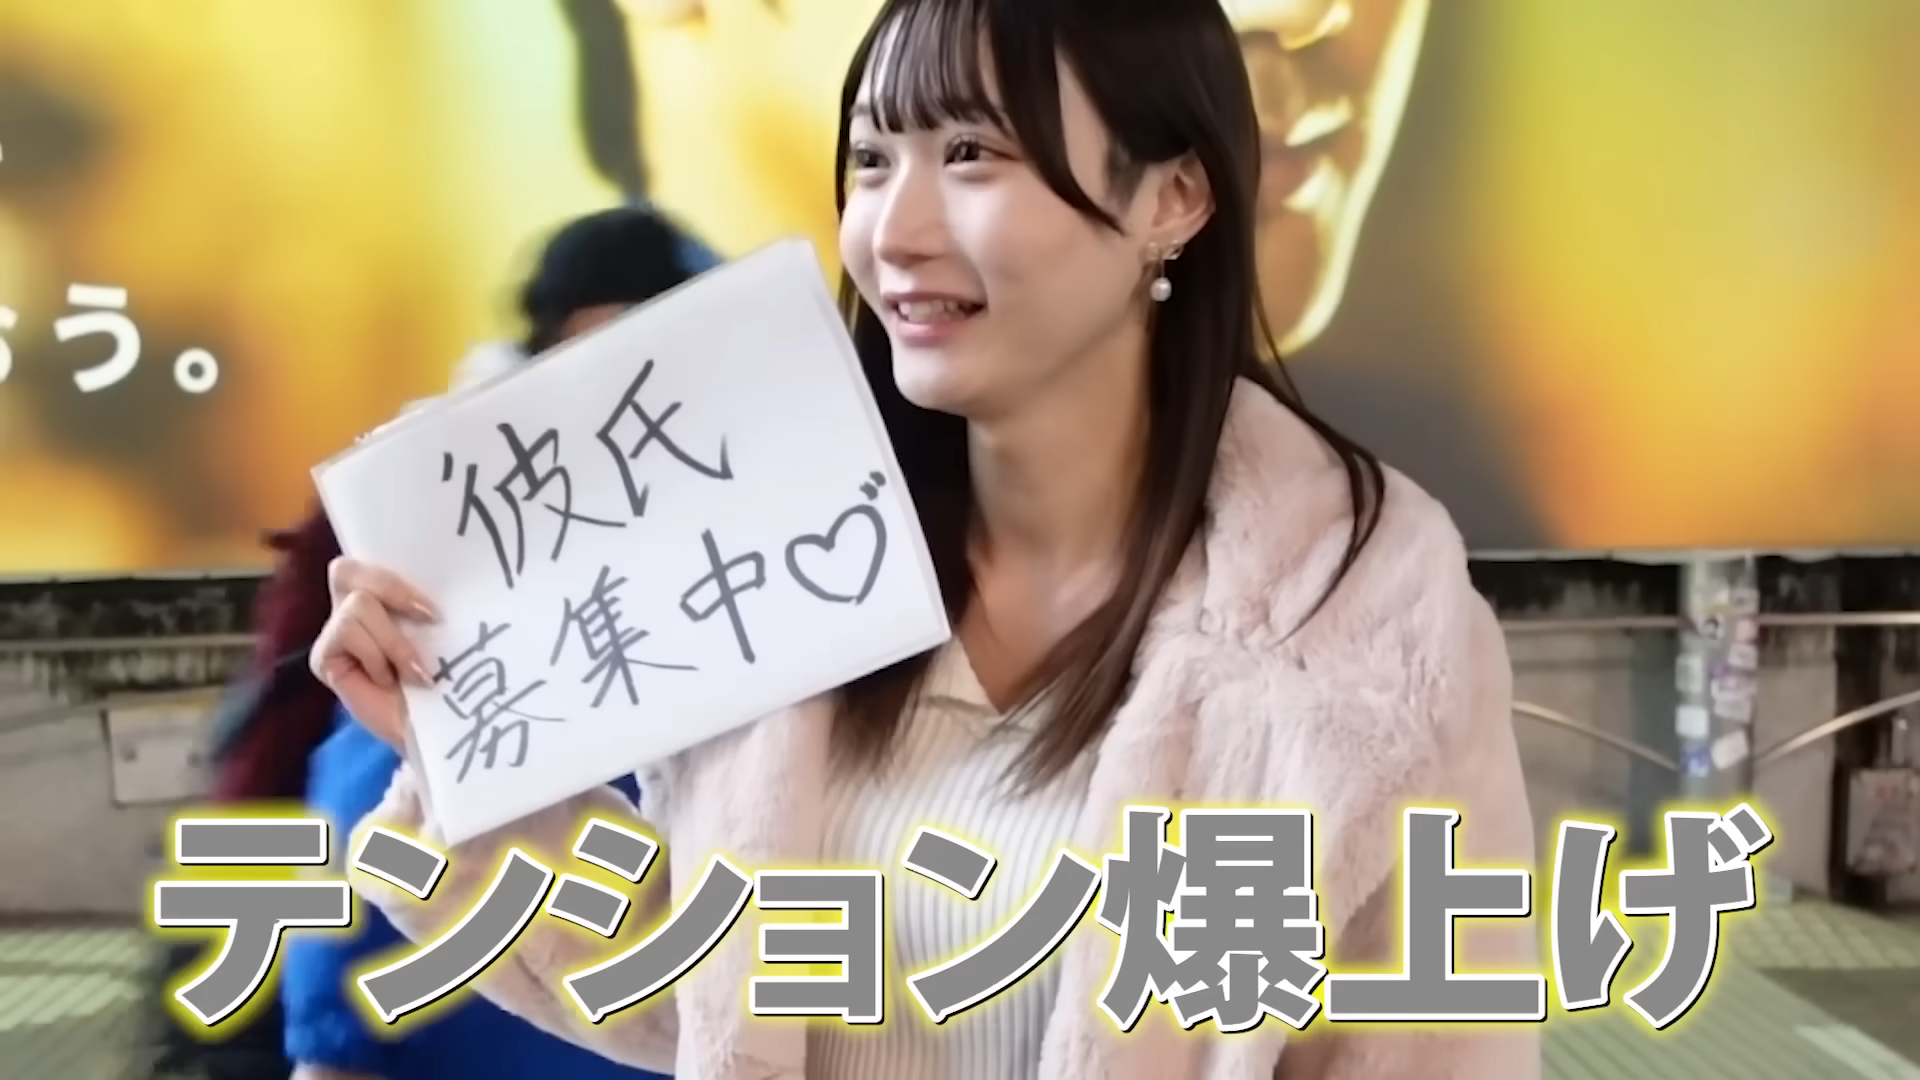 う。
彼氏
募集中♡
テンション爆上げ